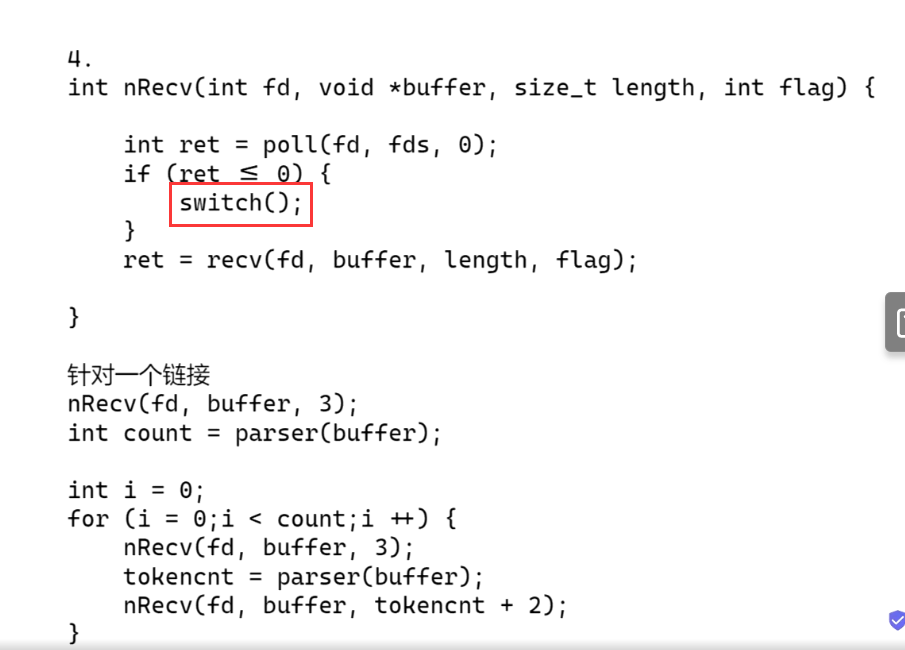 4.
int nRecv(int fd, void *buffer, size_t length, int flag) {
int ret = poll(fd, fds, 0);
if (ret ≤ 0) {
switch();
}
ret = recv(fd, buffer, length, flag);
}
针对一个链接
nRecv(fd, buffer, 3);
int count = parser(buffer);
int i = 0;
for (i = 0;i < count;i ++) {
nRecv(fd, buffer, 3);
tokencnt = parser(buffer);
nRecv(fd, buffer, tokencnt + 2);
}